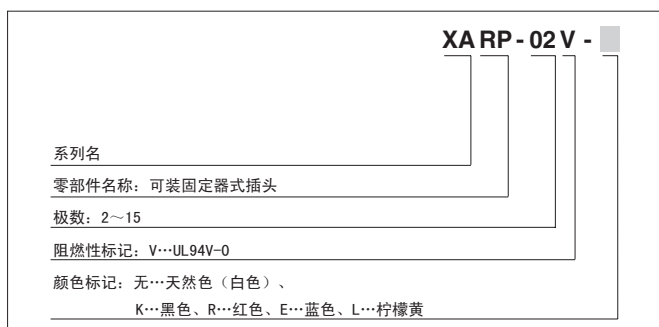 XA RP - 02 V -
系列名
零部件名称：可装固定器式插头
极数：2～15
阻燃性标记：V…UL94V-0
颜色标记：无…天然色（白色）、
K…黑色、R…红色、E…蓝色、L…柠檬黄